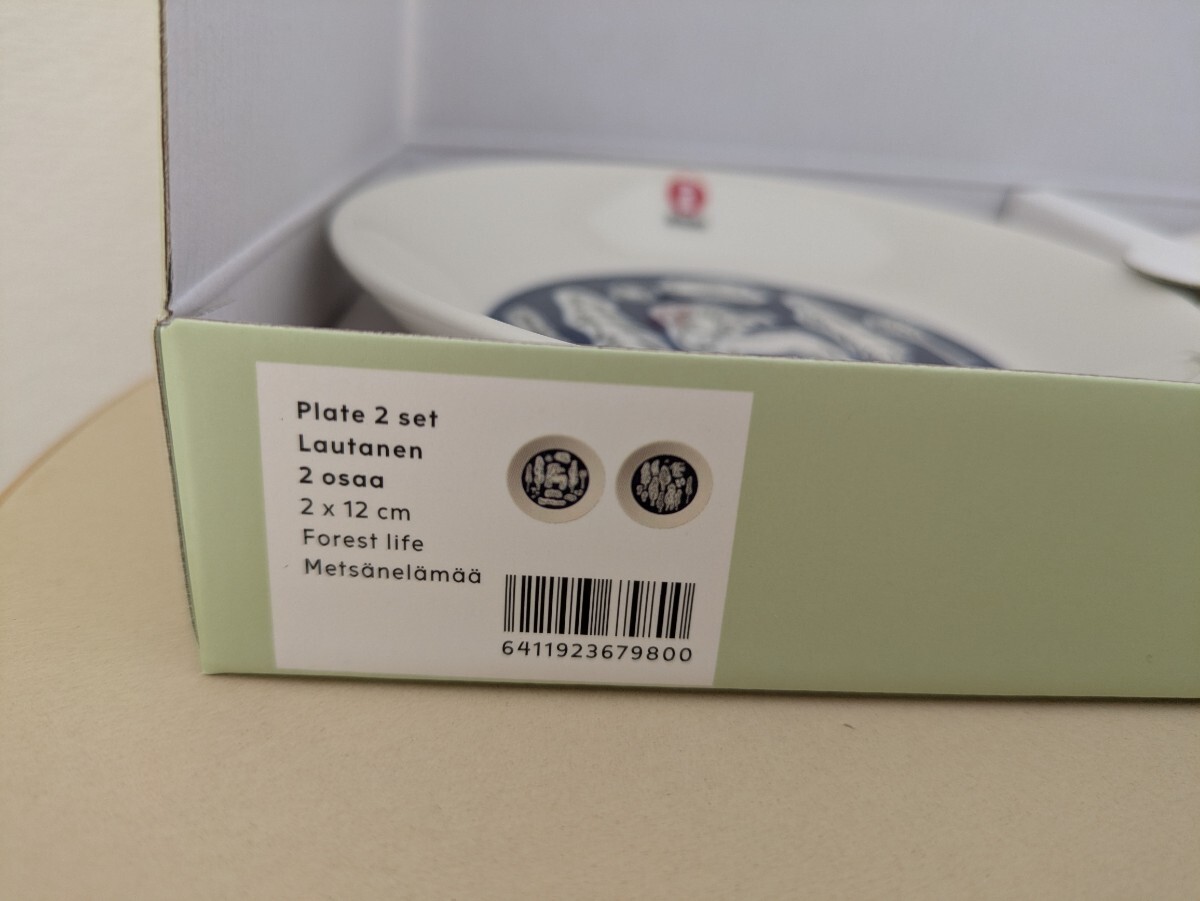 Plate 2 set
Lautanen
2 osaa
2 x 12 cm
Forest life
Metsänelämää
6411923679800